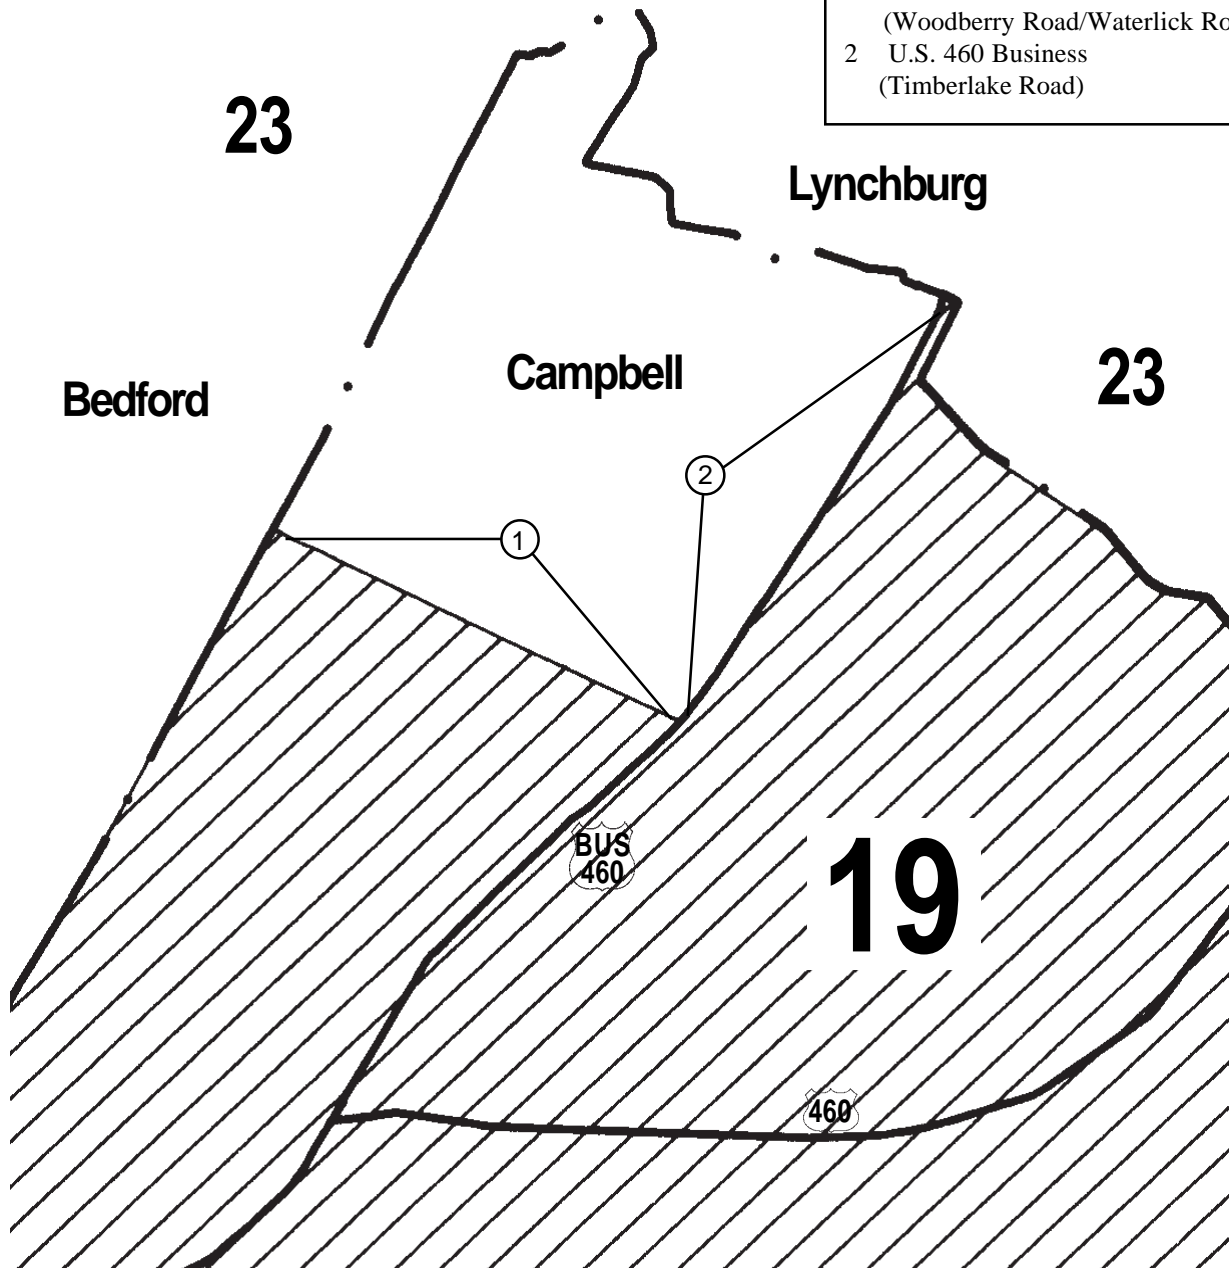 (Woodberry Road/Waterlick Ro
2 U.S. 460 Business
(Timberlake Road)
23
Lynchburg
Campbell
23
Bedford
2
1
BUS
460
19
460